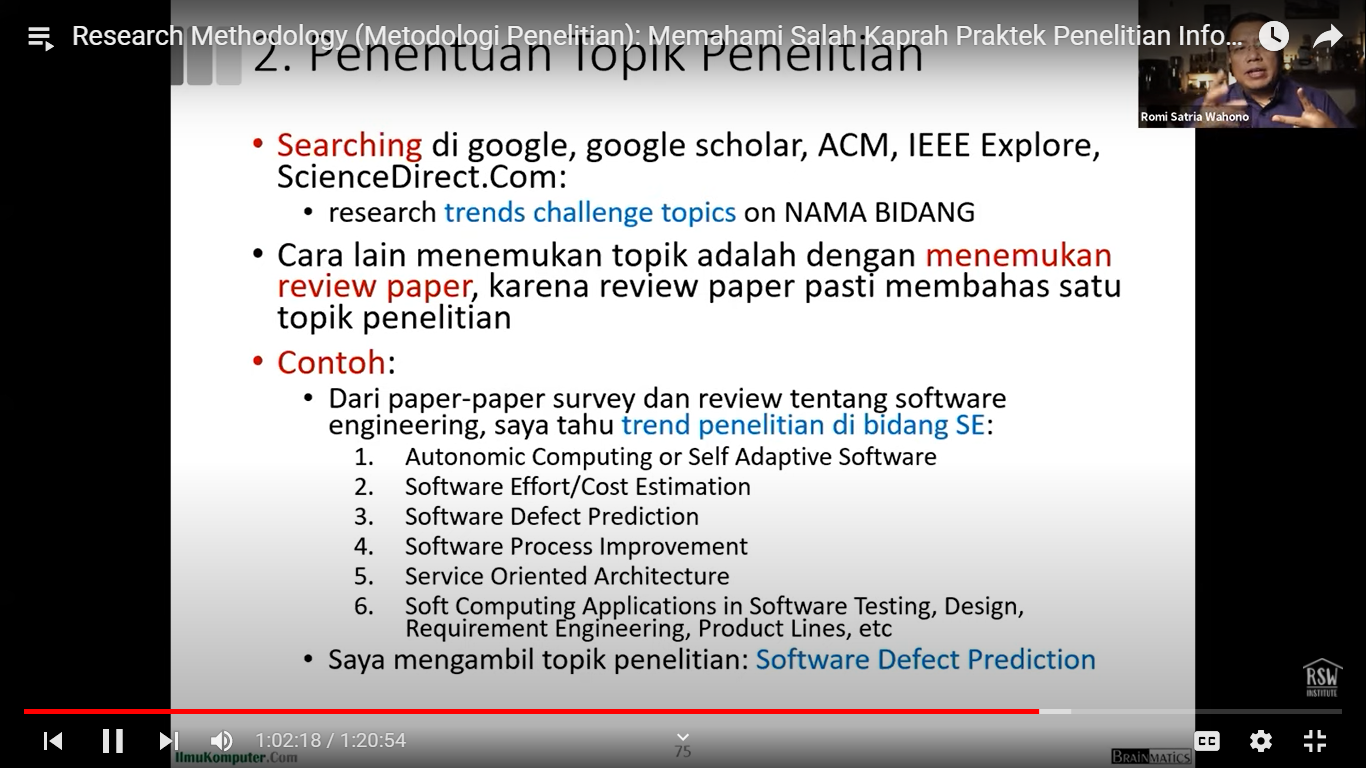 Research Methodology (Metodologi Penelitian): Memahami Salah Kaprah Praktek Penelitian Info...
2. Penentuan Topik Penelitian
Romi Satria Wahono
• Searching di google, google scholar, ACM, IEEE Explore,
ScienceDirect.Com:
• research trends challenge topics on NAMA BIDANG
• Cara lain menemukan topik adalah dengan menemukan
review paper, karena review paper pasti membahas satu
topik penelitian
• Contoh:
• Dari paper-paper survey dan review tentang software
engineering, saya tahu trend penelitian di bidang SE:
1. Autonomic Computing or Self Adaptive Software
2. Software Effort/Cost Estimation
3. Software Defect Prediction
4. Software Process Improvement
5. Service Oriented Architecture
6. Soft Computing Applications in Software Testing, Design,
Requirement Engineering, Product Lines, etc
• Saya mengambil topik penelitian: Software Defect Prediction
RSW
INSTITUTE
1:02:18 / 1:20:54
CC
IlmuKomputer.Com
75
BRAINMATICS